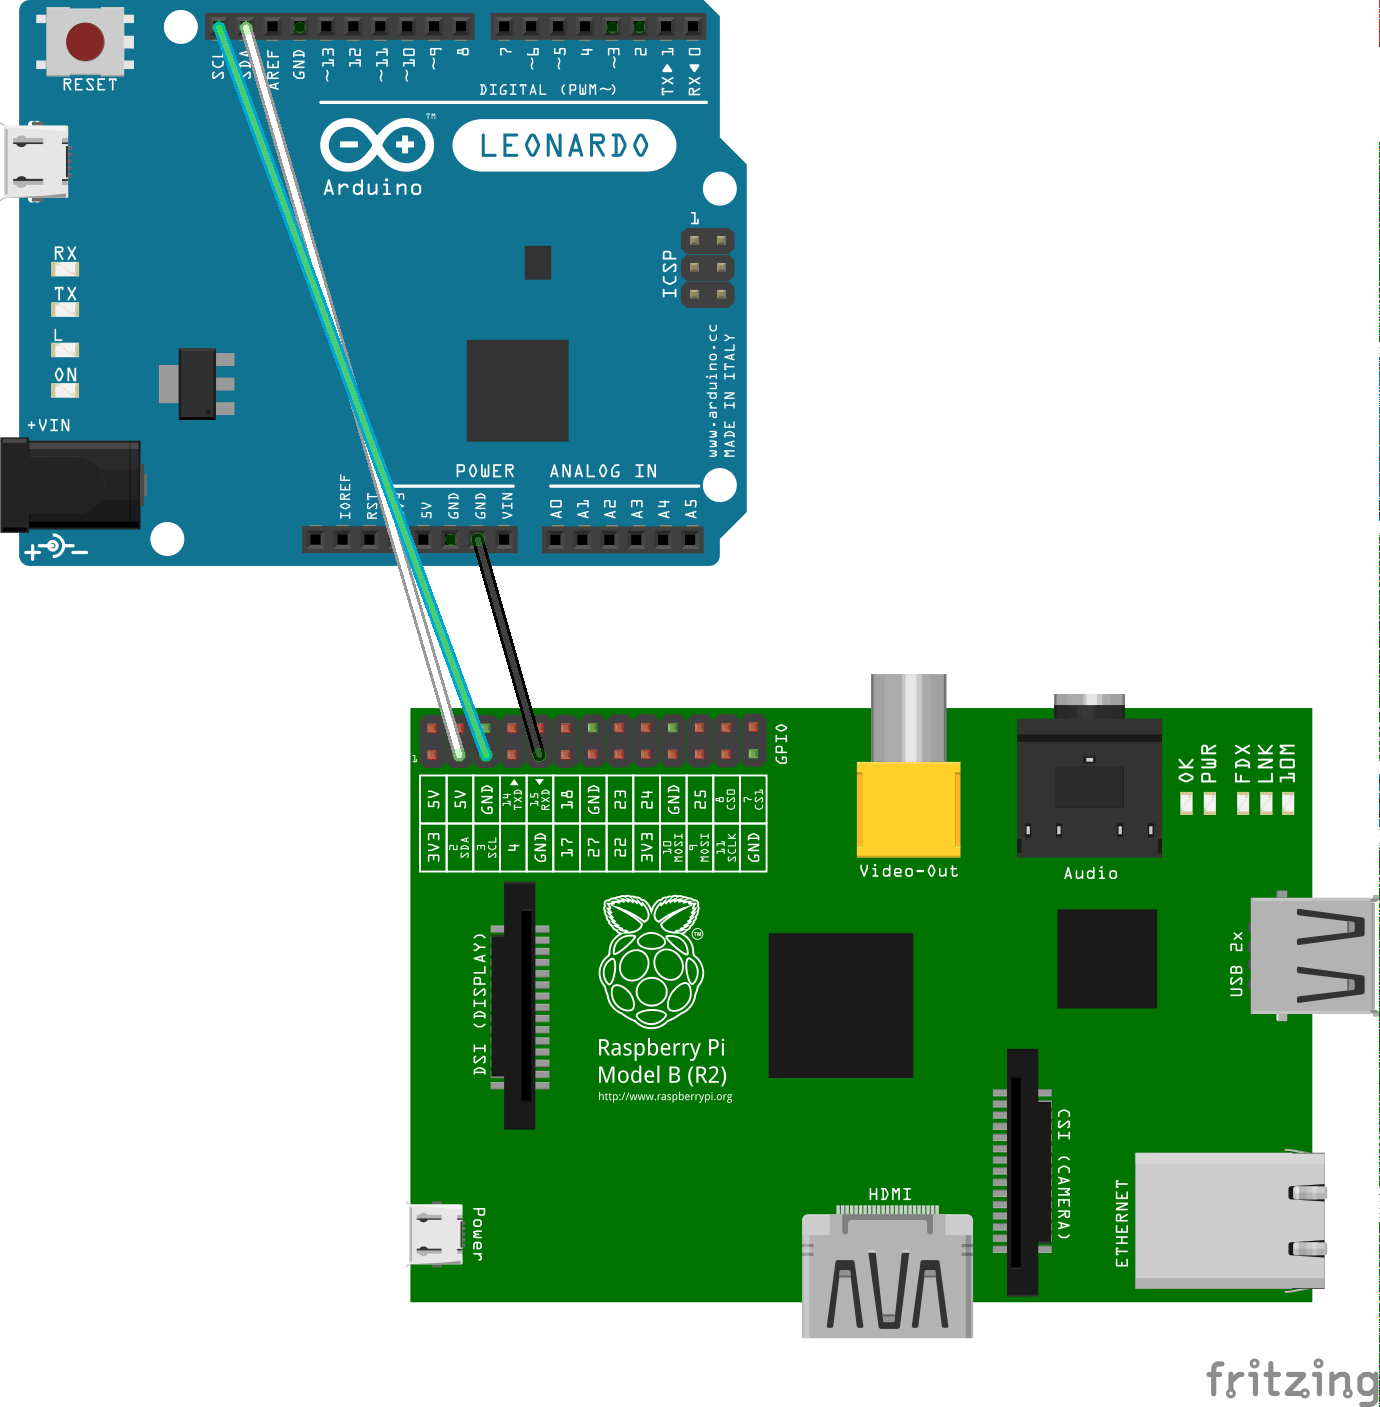 RESET
SCL SDA AREF GND ~13 12 ~11 ~10 ~9 8 7 ~6 ~5 4 ~3 2 TX▶1 RX◀0
DIGITAL (PWM~)
TM
LEONARDO
Arduino
1
ICSP
RX
TX
L
ON
+VIN
www.arduino.cc
MADE IN ITALY
POWER
ANALOG IN
IOREF RST 5V GND GND VIN A0 A1 A2 A3 A4 A5
+ -
1
GPIO
5V 5V GND 14 TXD 15 RXD 18 GND 23 24 GND 25 8 CS0 7 CS1
3V3 2 SDA 3 SCL 4 GND 17 27 22 3V3 10 MOSI 9 MOSI 11 SCLK GND
OK PWR FDX LNK 10M
Video-Out
Audio
DSI (DISPLAY)
TM
Raspberry Pi
Model B (R2)
http://www.raspberrypi.org
USB 2x
CSI (CAMERA)
ETHERNET
HDMI
Power
fritzing